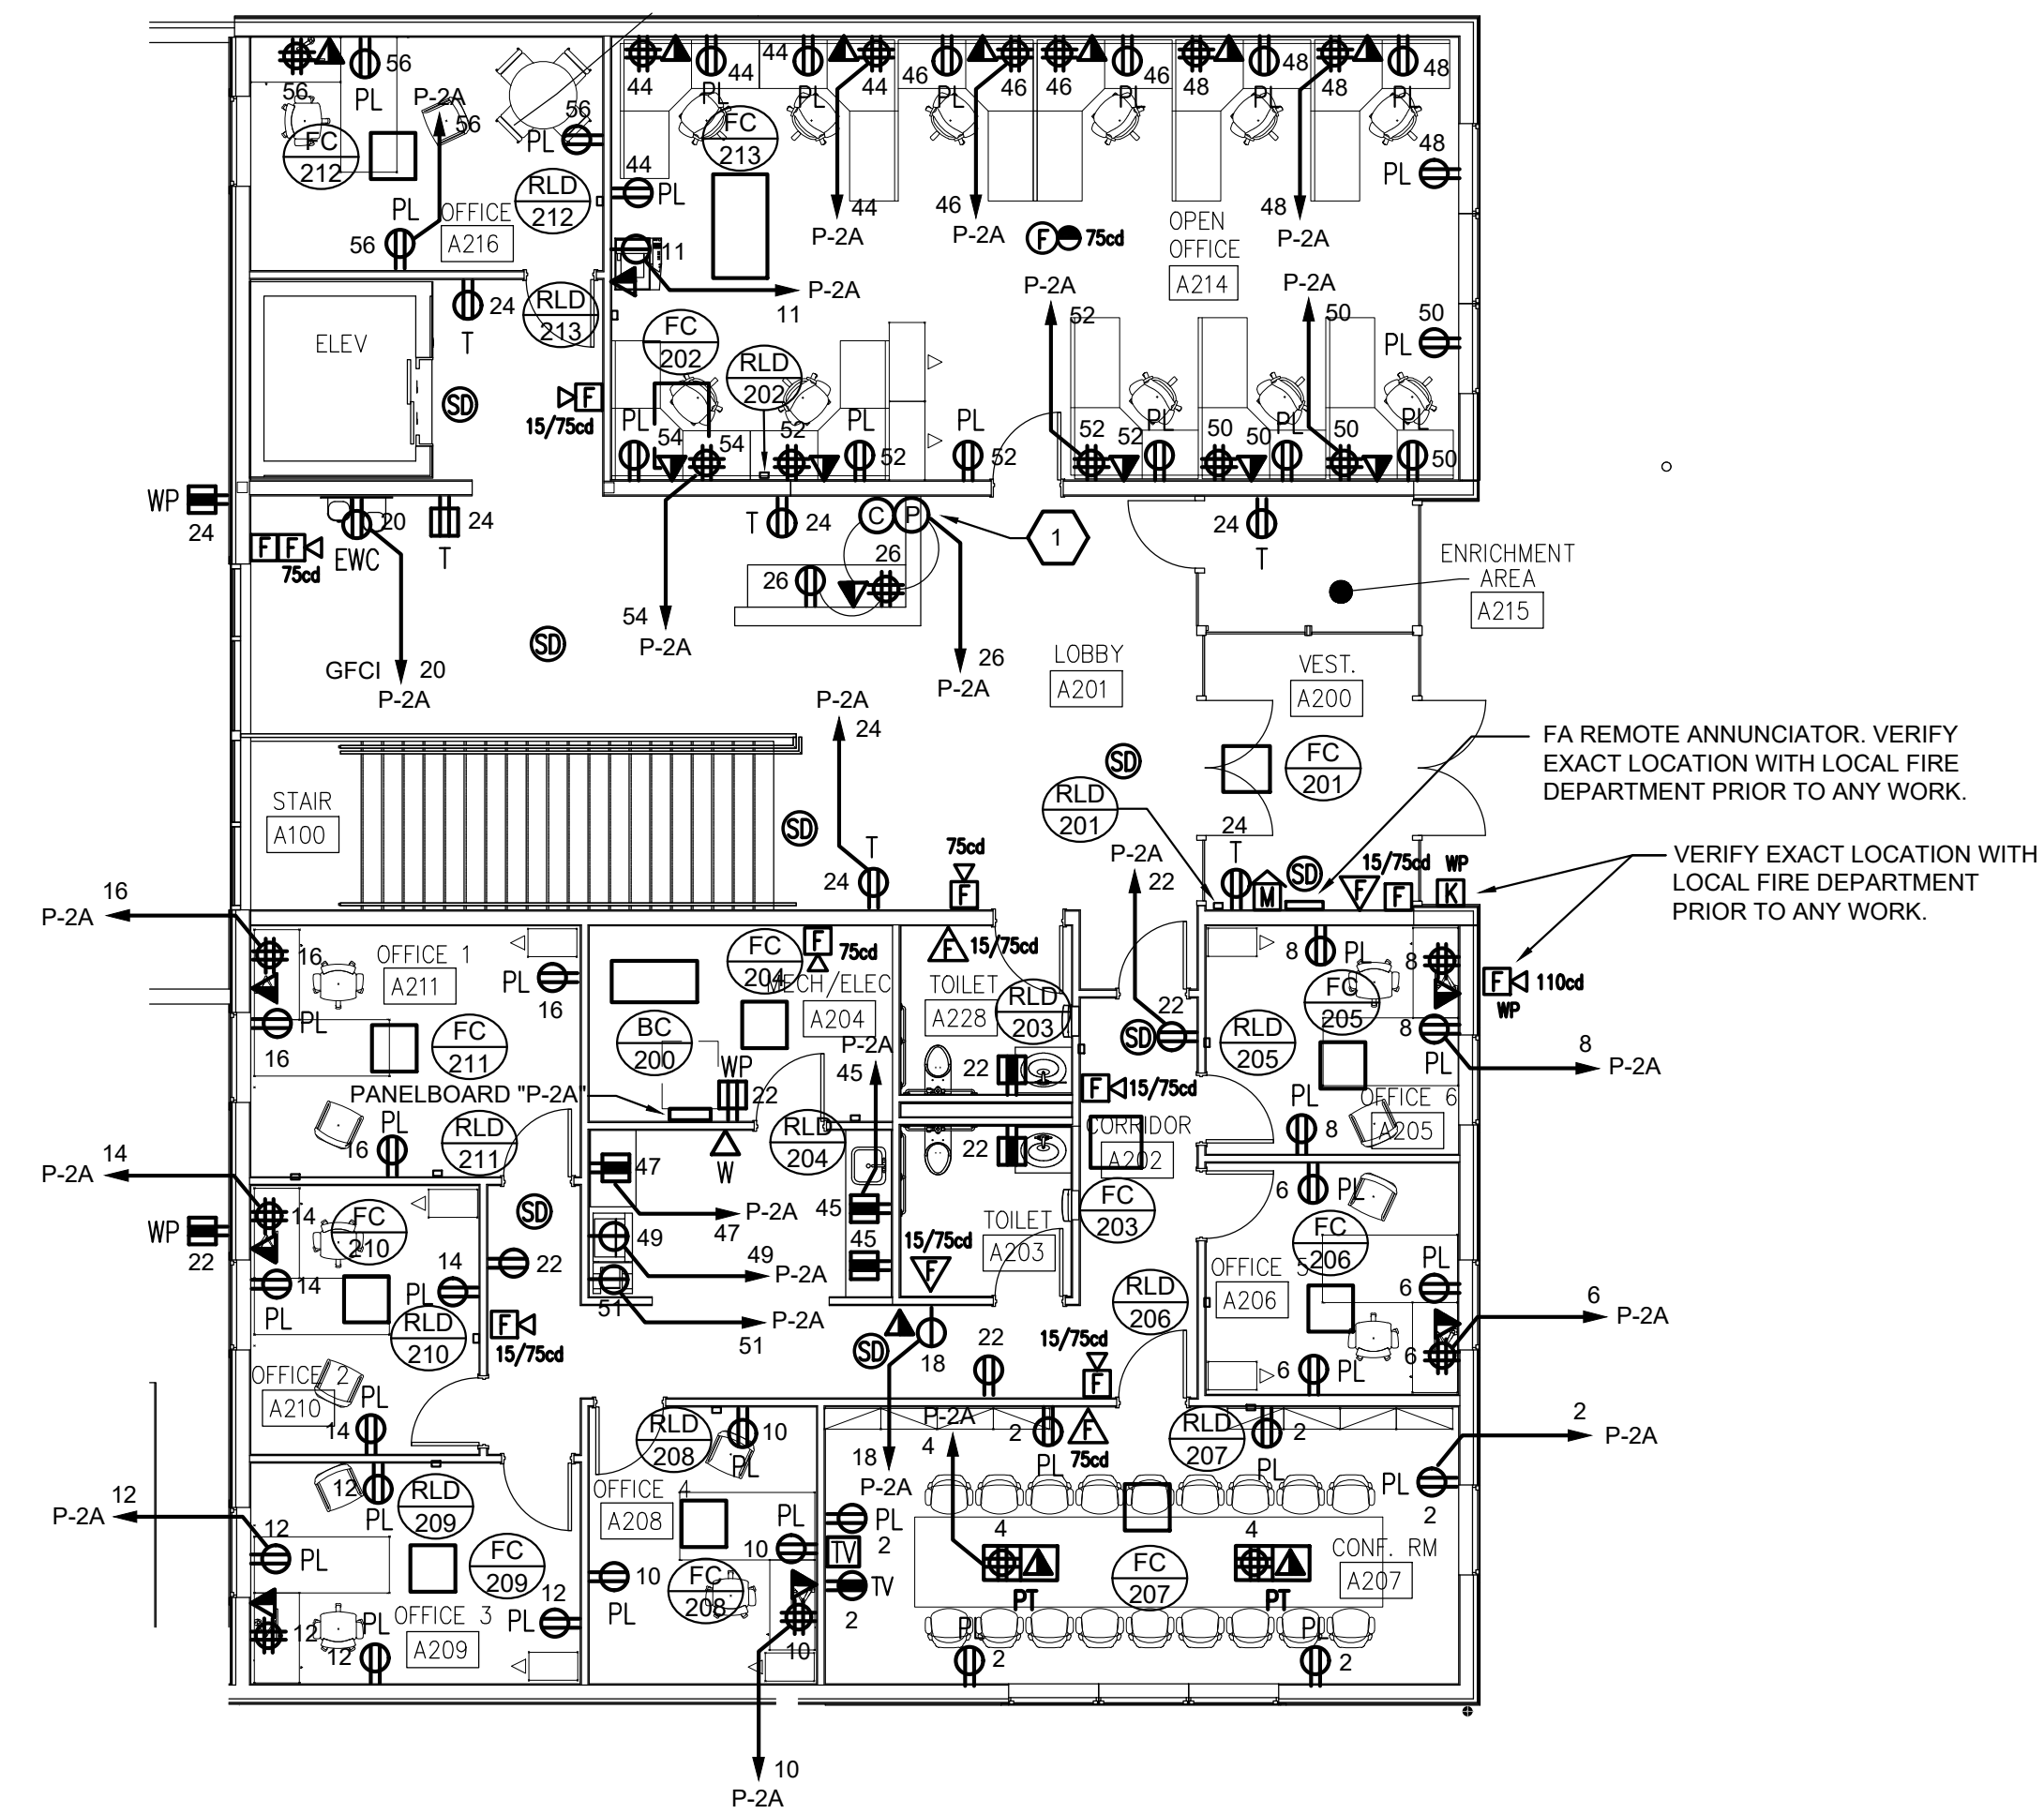 56
PL
P-2A
56
56
FC
212
56
PL
RLD
212
PL
56
OFFICE
A216
44
44
PL
44
PL
44
46
PL
46
46
PL
46
48
PL
48
48
PL
48
FC
213
44
PL
44
P-2A
46
P-2A
48
P-2A
48
PL
F
75cd
OPEN
OFFICE
A214
11
P-2A
11
P-2A
52
P-2A
50
50
PL
ELEV
24
T
RLD
213
FC
202
RLD
202
SD
F
15/75cd
PL
54
54
52
PL
52
PL
52
52
52
PL
50
50
PL
50
PL
50
WP
24
20
EWC
24
T
F
F
75cd
T
24
C
P
1
24
T
26
26
ENRICHMENT
AREA
A215
SD
54
P-2A
GFCI
20
P-2A
26
P-2A
LOBBY
A201
VEST.
A200
P-2A
24
STAIR
A100
SD
SD
RLD
201
FC
201
FA REMOTE ANNUNCIATOR. VERIFY
EXACT LOCATION WITH LOCAL FIRE
DEPARTMENT PRIOR TO ANY WORK.
T
24
75cd
F
P-2A
22
24
T
M
SD
F
15/75cd
F
WP
K
VERIFY EXACT LOCATION WITH
LOCAL FIRE DEPARTMENT
PRIOR TO ANY WORK.
16
P-2A
16
OFFICE 1
A211
PL
16
PL
16
FC
211
FC
204
F
75cd
MECH/ELEC
A204
F
15/75cd
TOILET
A228
RLD
203
SD
22
8
PL
8
FC
205
RLD
205
8
PL
8
P-2A
F
110cd
WP
BC
200
P-2A
45
WP
22
22
F
15/75cd
PANELBOARD "P-2A"
PL
16
RLD
211
PL
8
OFFICE 6
A205
14
P-2A
14
WP
22
FC
210
SD
47
P-2A
47
W
RLD
204
45
45
22
CORRIDOR
A202
FC
203
6
PL
FC
206
14
PL
14
PL
22
49
49
P-2A
51
P-2A
51
TOILET
A203
15/75cd
F
OFFICE 5
A206
PL
6
6
P-2A
6
6
PL
RLD
210
F
15/75cd
RLD
206
OFFICE 2
A210
PL
14
SD
18
22
15/75cd
F
18
P-2A
RLD
208
10
PL
P-2A
4
2
PL
F
75cd
RLD
207
2
PL
PL
2
2
P-2A
12
P-2A
12
PL
12
PL
RLD
209
FC
209
OFFICE 4
A208
PL
10
10
PL
FC
208
10
PL
2
TV
TV
2
4
PT
FC
207
4
PT
CONF. RM
A207
12
PL
12
OFFICE 3
A209
PL
12
PL
2
PL
2
10
P-2A